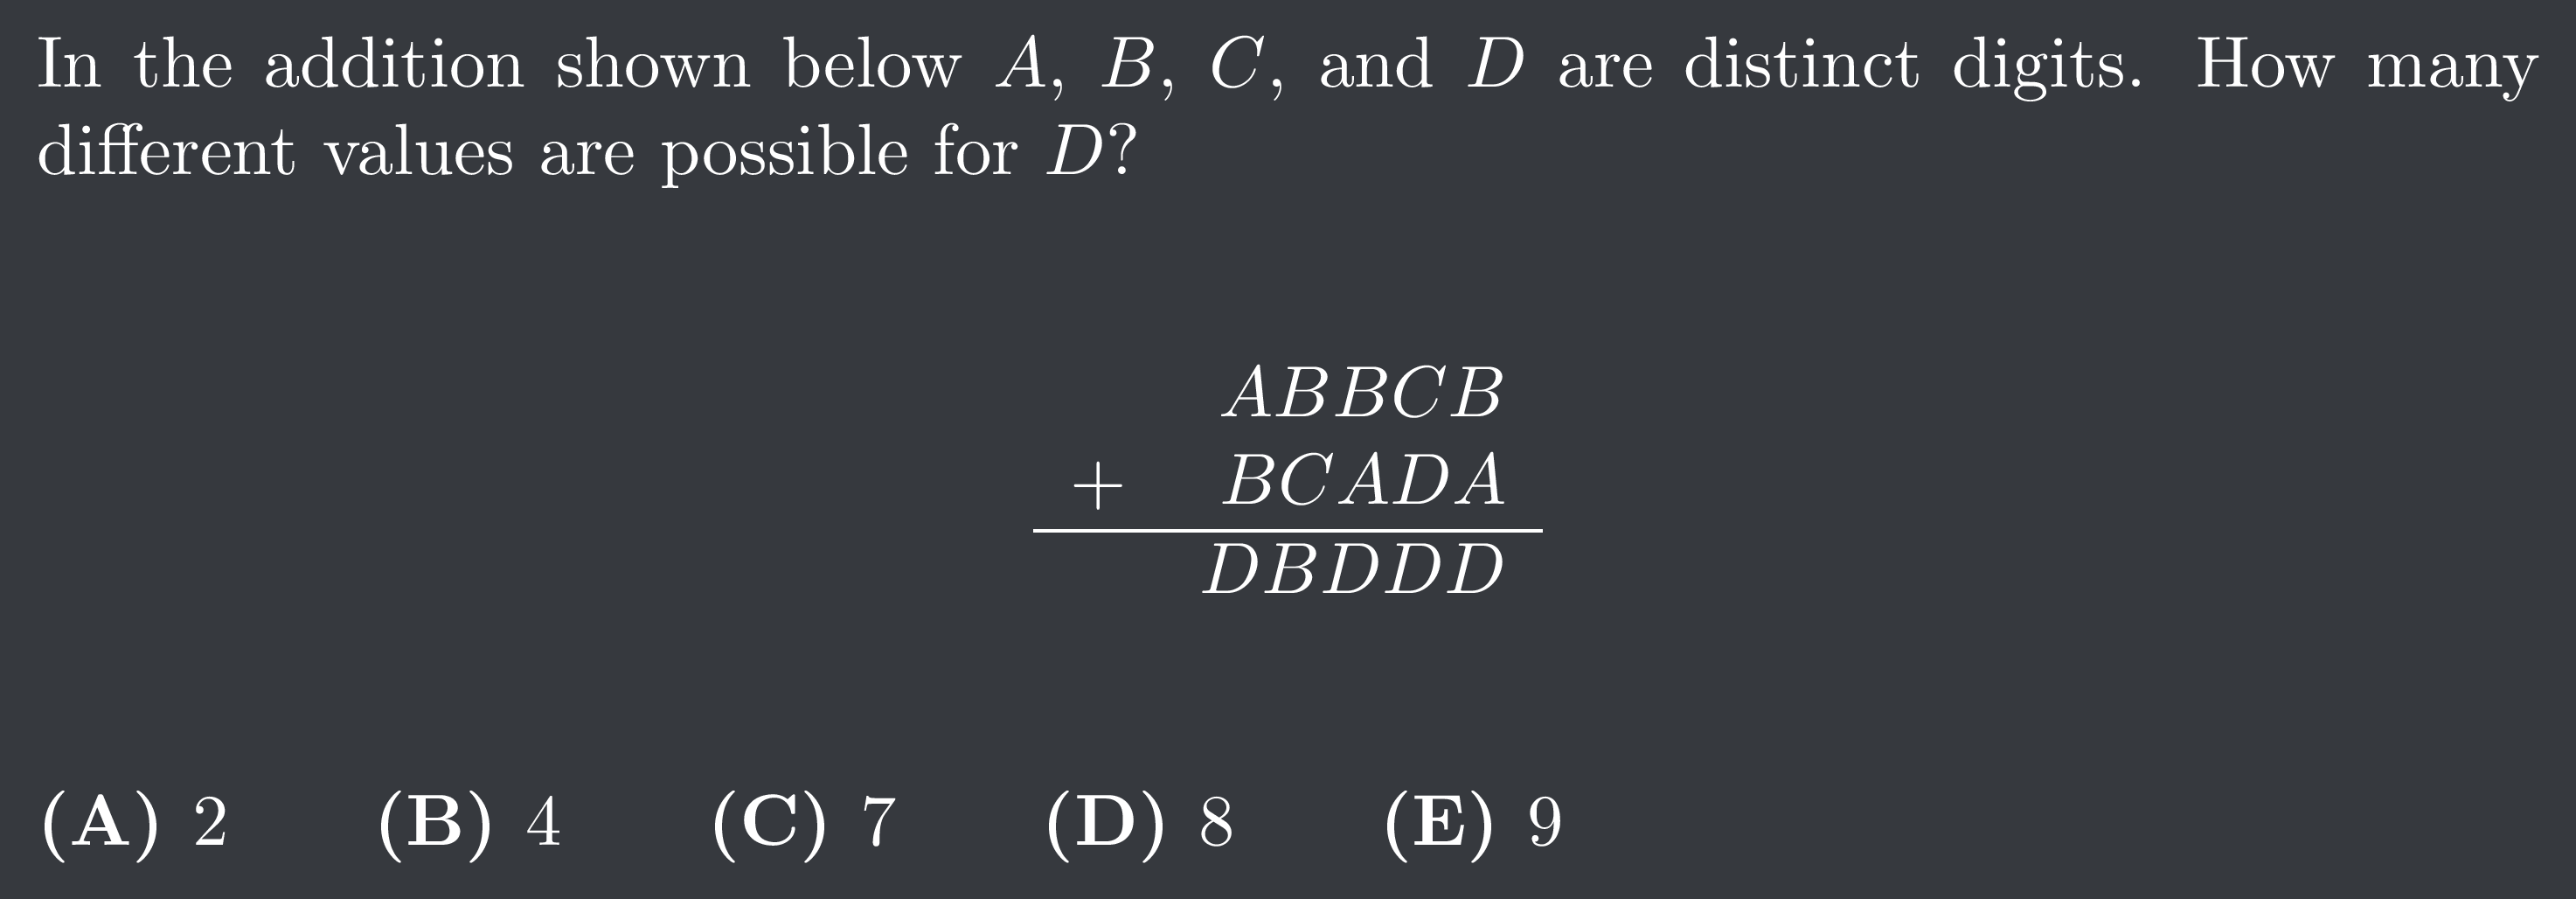 In the addition shown below A, B, C, and D are distinct digits. How many
different values are possible for D?
ABBCB
+ BCADA
DBDDD
(A) 2 (B) 4 (C) 7 (D) 8 (E) 9